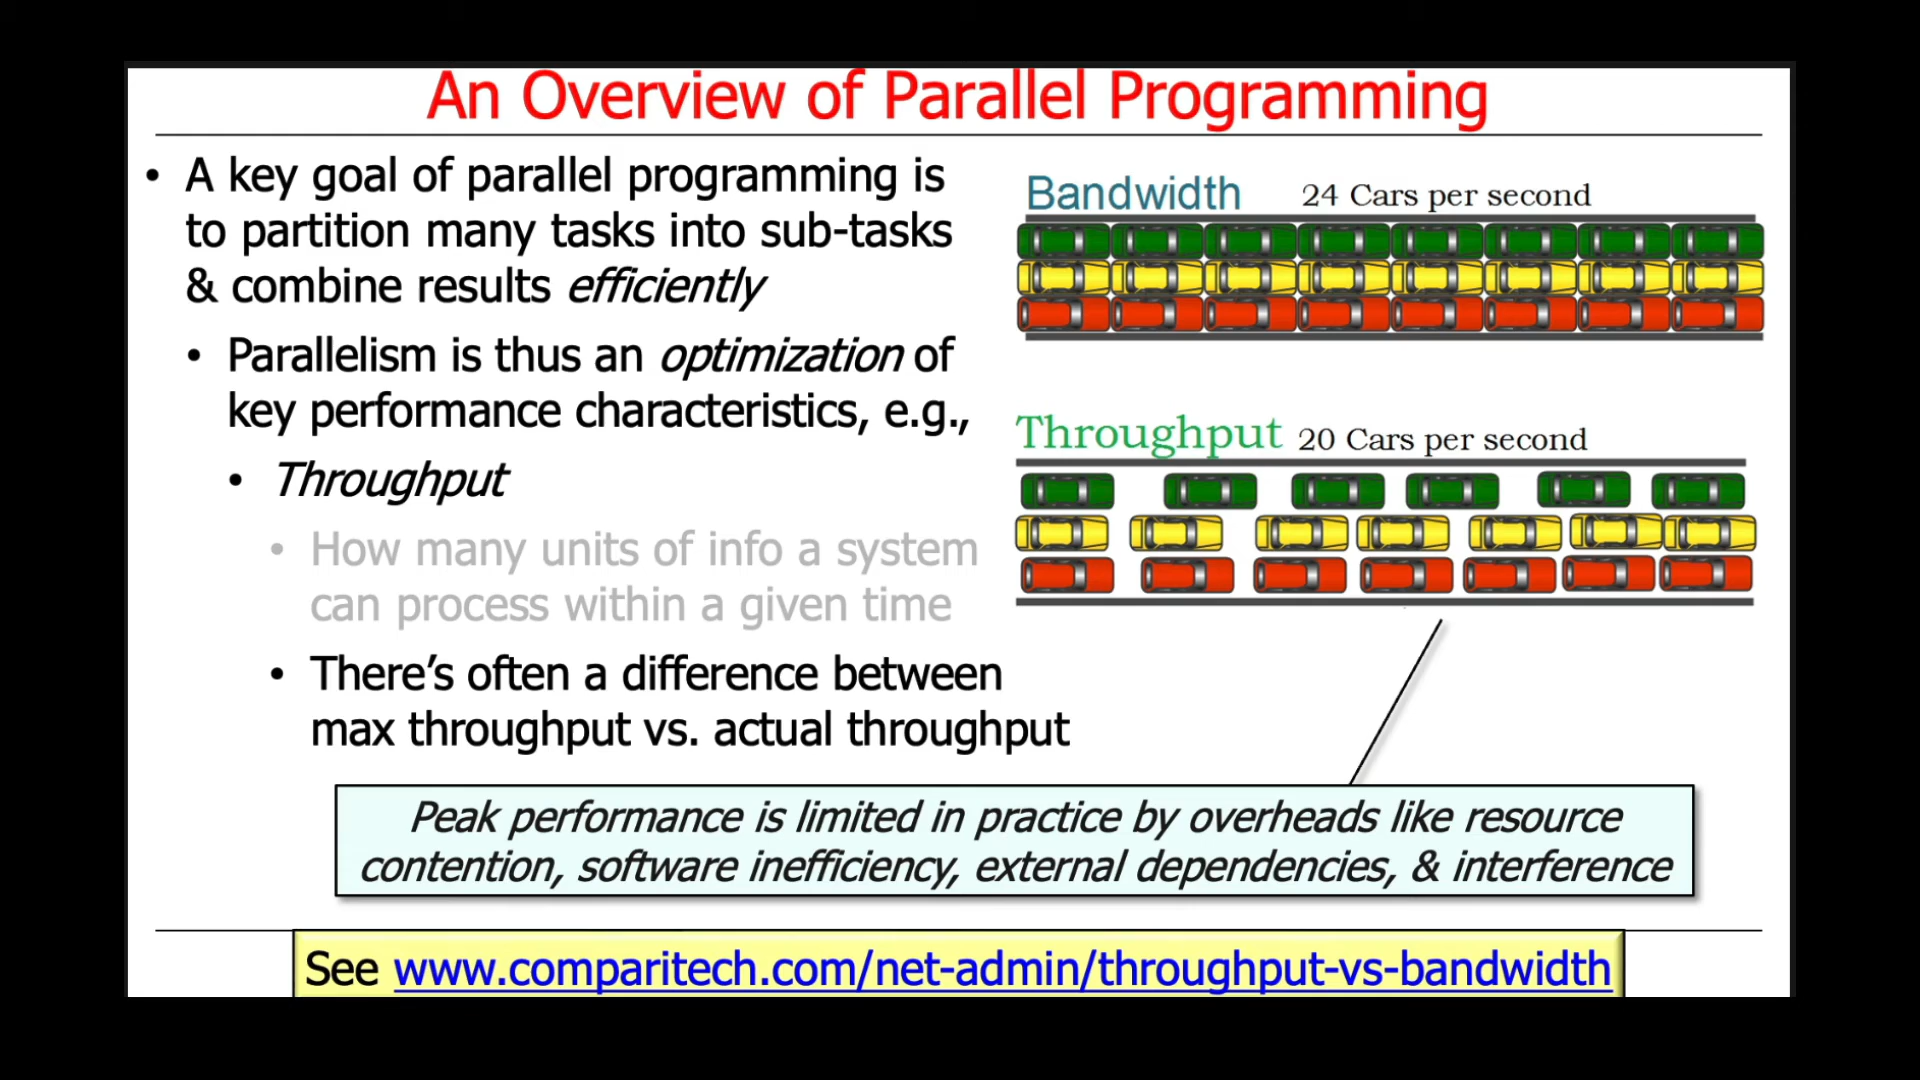 An Overview of Parallel Programming
• A key goal of parallel programming is
to partition many tasks into sub-tasks
& combine results efficiently
• Parallelism is thus an optimization of
key performance characteristics, e.g.,
• Throughput
• How many units of info a system
can process within a given time
• There’s often a difference between
max throughput vs. actual throughput
Bandwidth 24 Cars per second
Throughput 20 Cars per second
Peak performance is limited in practice by overheads like resource
contention, software inefficiency, external dependencies, & interference
See www.comparitech.com/net-admin/throughput-vs-bandwidth